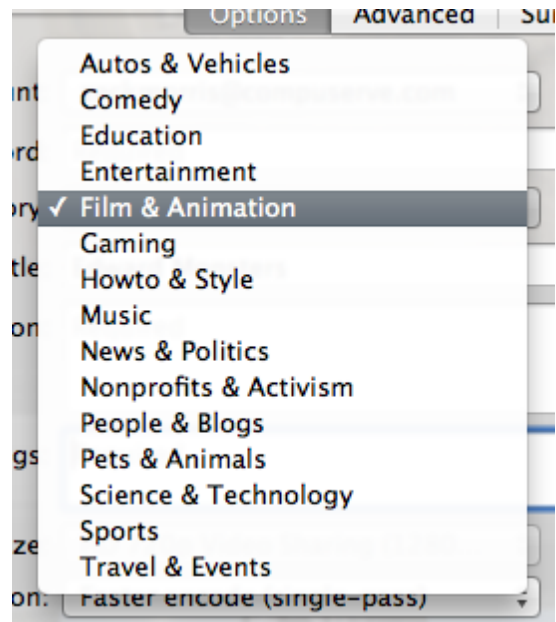 Options Advanced
Autos & Vehicles
Comedy
Education
Entertainment
✓ Film & Animation
Gaming
Howto & Style
Music
News & Politics
Nonprofits & Activism
People & Blogs
Pets & Animals
Science & Technology
Sports
Travel & Events
Faster encode (single-pass)